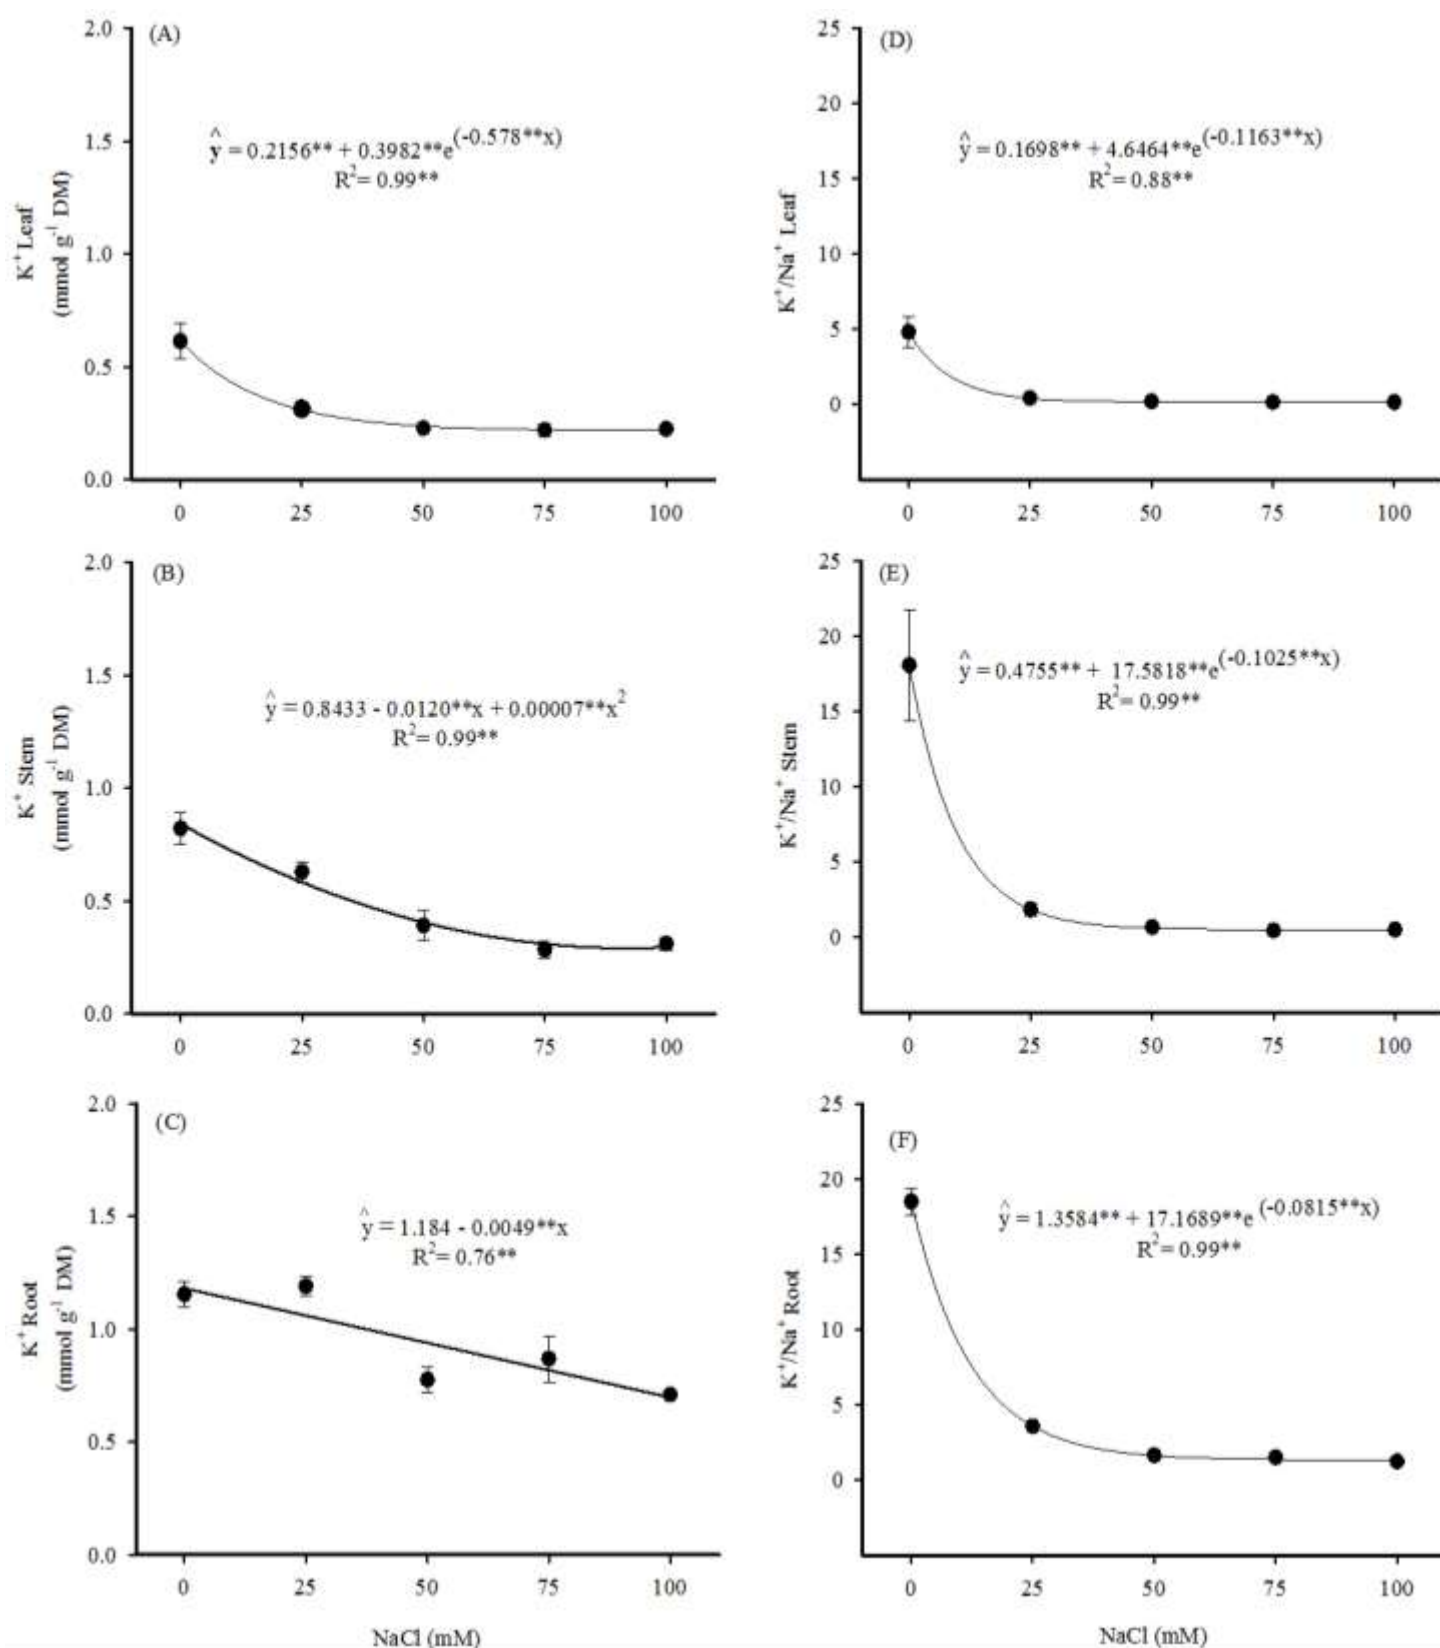 (A)
2.0
1.5
1.0
0.5
0.0
K⁺ Leaf
(mmol g⁻¹ DM)
ŷ = 0.2156** + 0.3982**e^(-0.578**x)
R² = 0.99**
0 25 50 75 100
(D)
25
20
15
10
5
0
K⁺/Na⁺ Leaf
ŷ = 0.1698** + 4.6464**e^(-0.1163**x)
R² = 0.88**
0 25 50 75 100
(B)
2.0
1.5
1.0
0.5
0.0
K⁺ Stem
(mmol g⁻¹ DM)
ŷ = 0.8433 - 0.0120**x + 0.00007**x²
R² = 0.99**
0 25 50 75 100
(E)
25
20
15
10
5
0
K⁺/Na⁺ Stem
ŷ = 0.4755** + 17.5818**e^(-0.1025**x)
R² = 0.99**
0 25 50 75 100
(C)
2.0
1.5
1.0
0.5
0.0
K⁺ Root
(mmol g⁻¹ DM)
ŷ = 1.184 - 0.0049**x
R² = 0.76**
0 25 50 75 100
NaCl (mM)
(F)
25
20
15
10
5
0
K⁺/Na⁺ Root
ŷ = 1.3584** + 17.1689**e^(-0.0815**x)
R² = 0.99**
0 25 50 75 100
NaCl (mM)